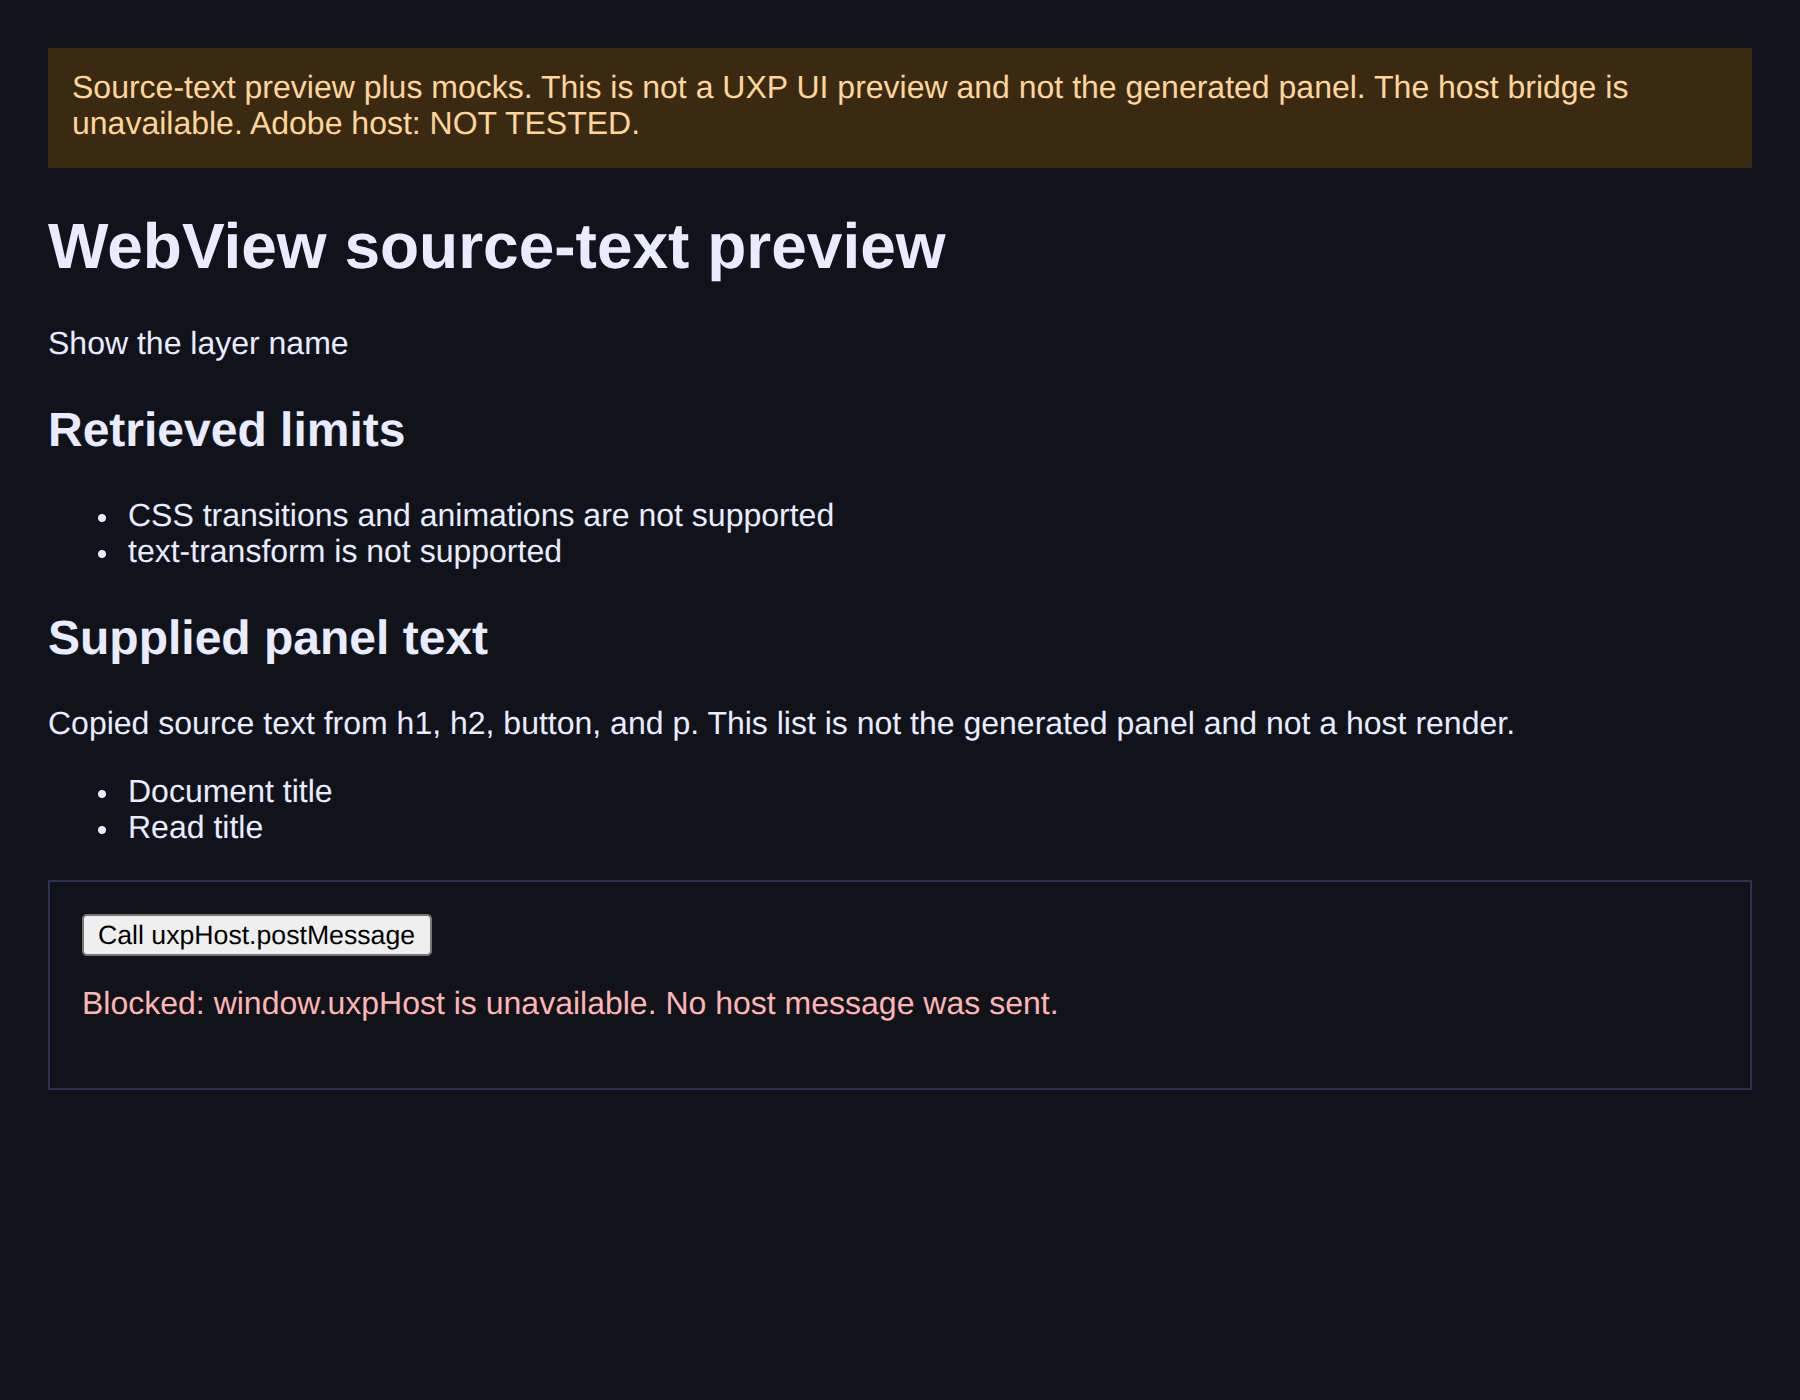 Source-text preview plus mocks. This is not a UXP UI preview and not the generated panel. The host bridge is
unavailable. Adobe host: NOT TESTED.
WebView source-text preview
Show the layer name
Retrieved limits
CSS transitions and animations are not supported
text-transform is not supported
Supplied panel text
Copied source text from h1, h2, button, and p. This list is not the generated panel and not a host render.
Document title
Read title
Call uxpHost.postMessage
Blocked: window.uxpHost is unavailable. No host message was sent.